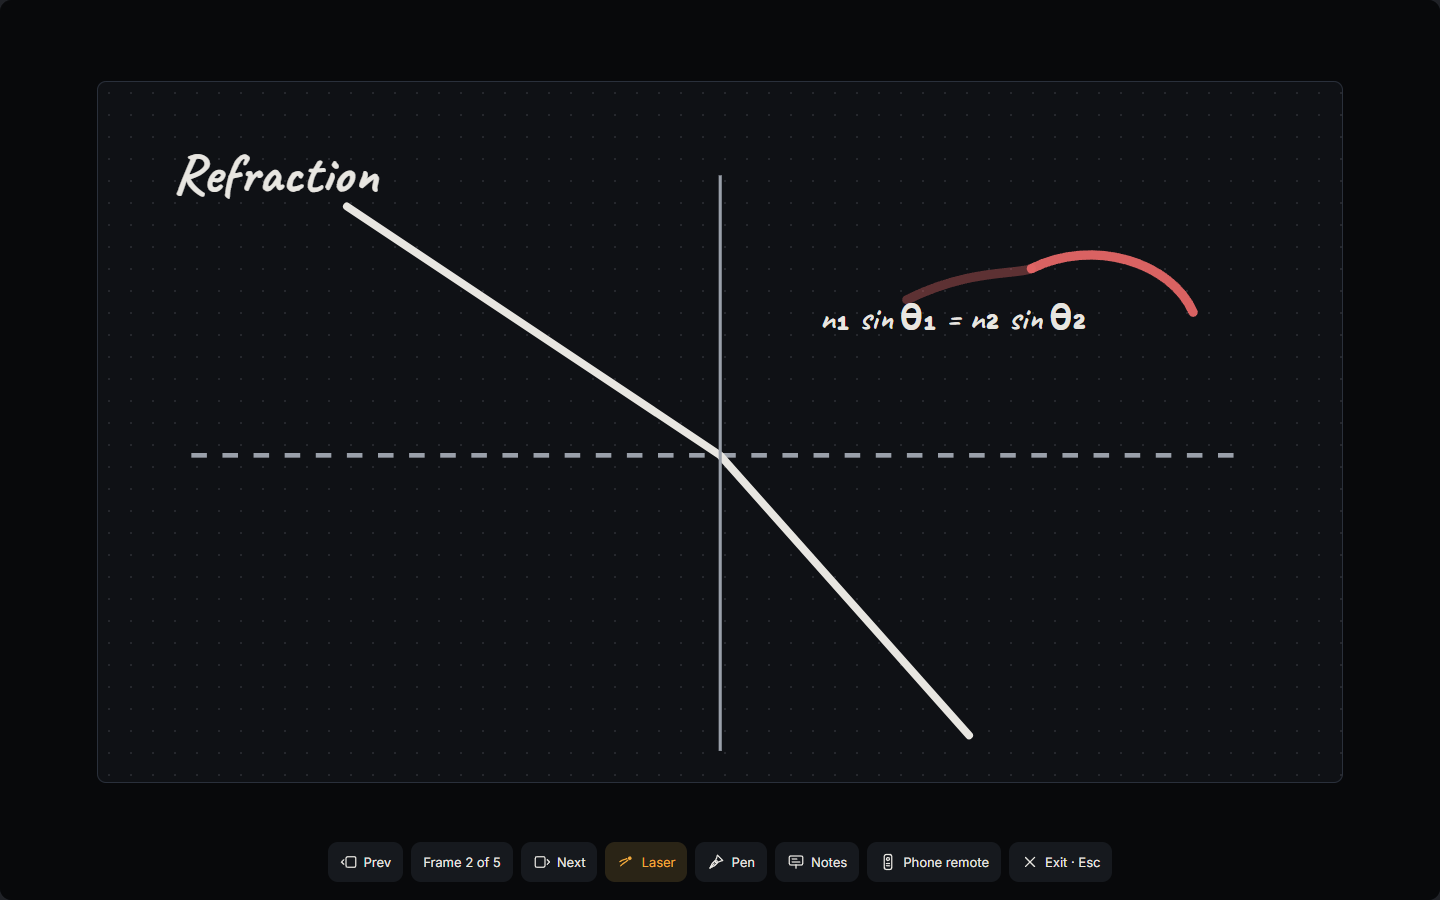 Refraction
n1 sin θ1 = n2 sin θ2
Prev
Frame 2 of 5
Next
Laser
Pen
Notes
Phone remote
Exit · Esc